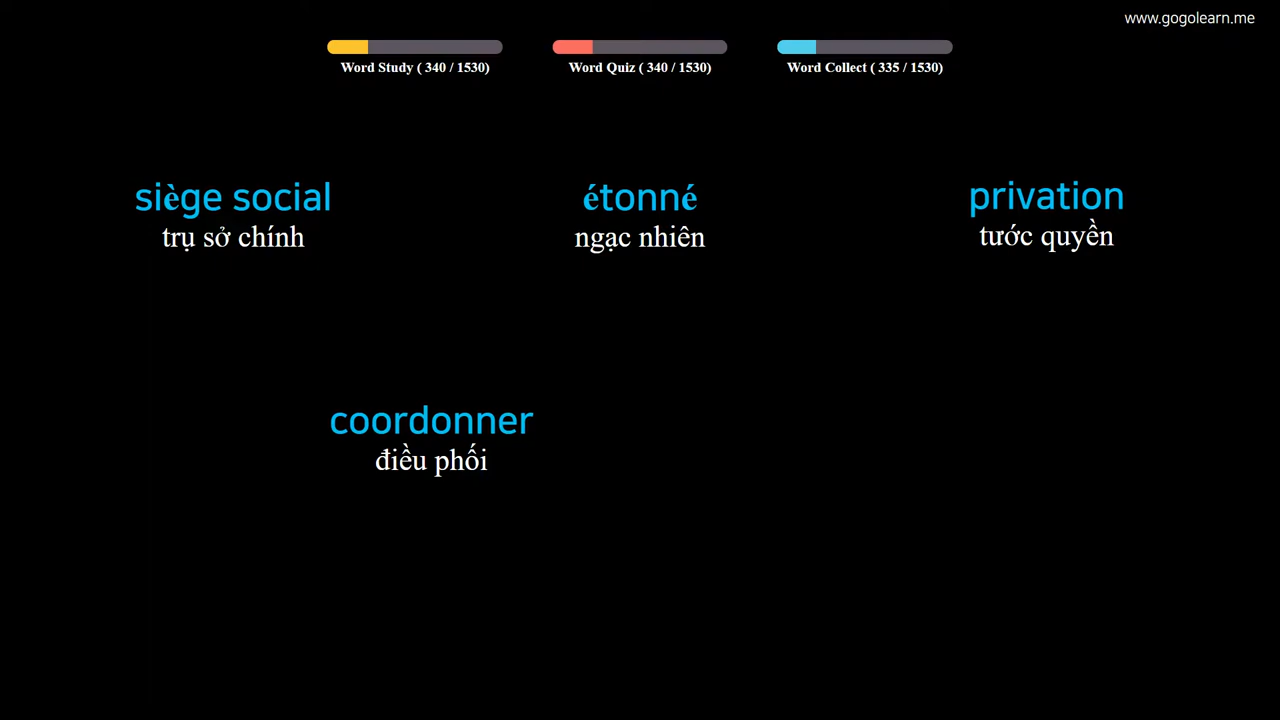 www.gogolearn.me
Word Study ( 340 / 1530)
Word Quiz ( 340 / 1530)
Word Collect ( 335 / 1530)
siège social
trụ sở chính
étonné
ngạc nhiên
privation
tước quyền
coordonner
điều phối